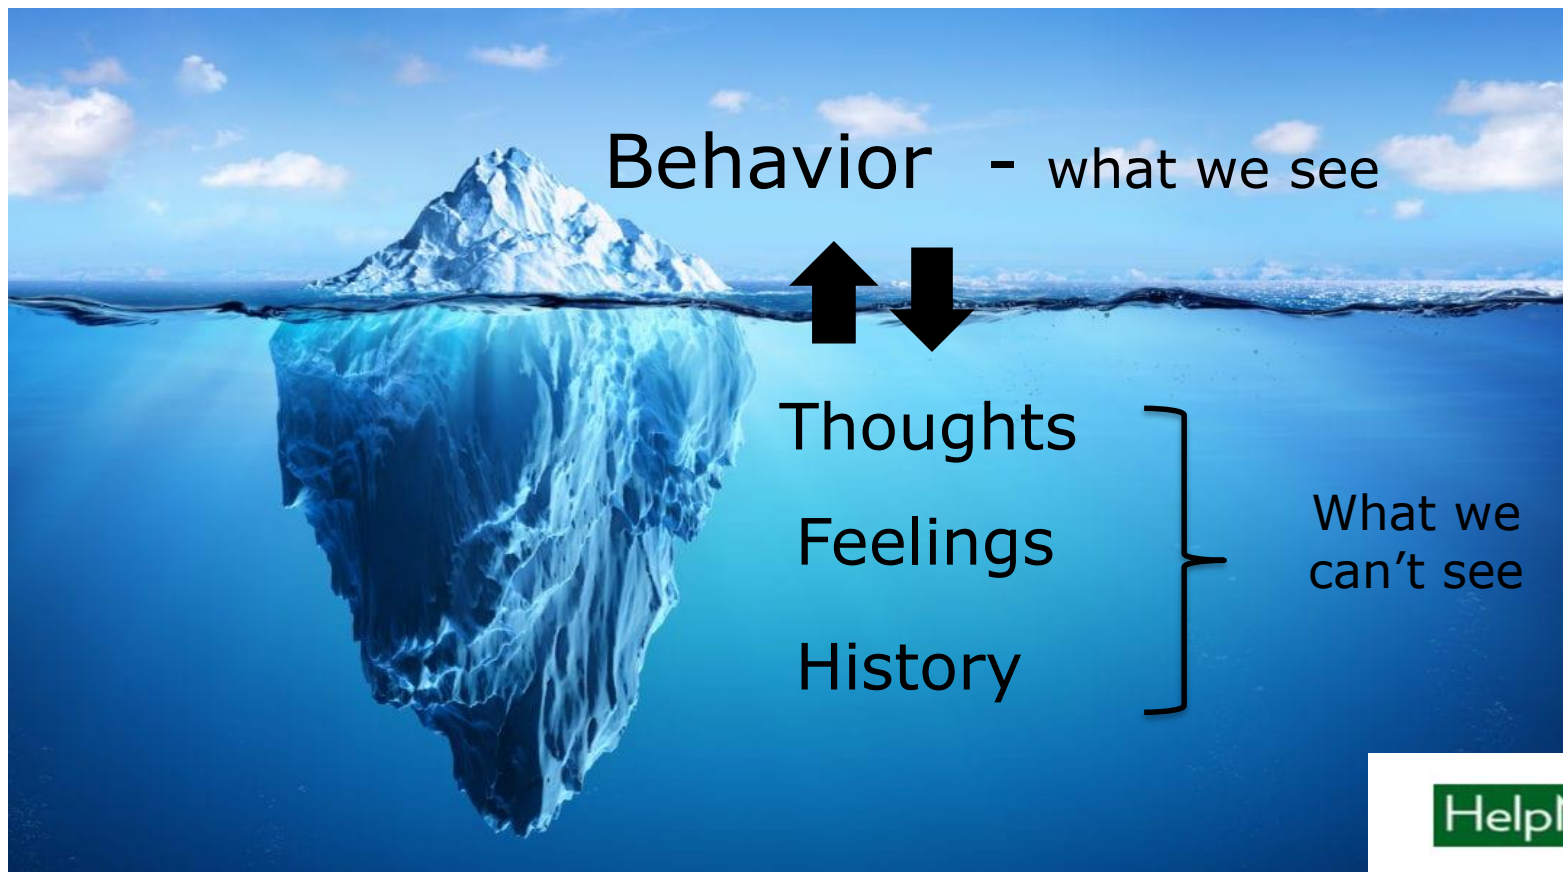 Behavior - what we see
Thoughts
Feelings
What we
can’t see
History